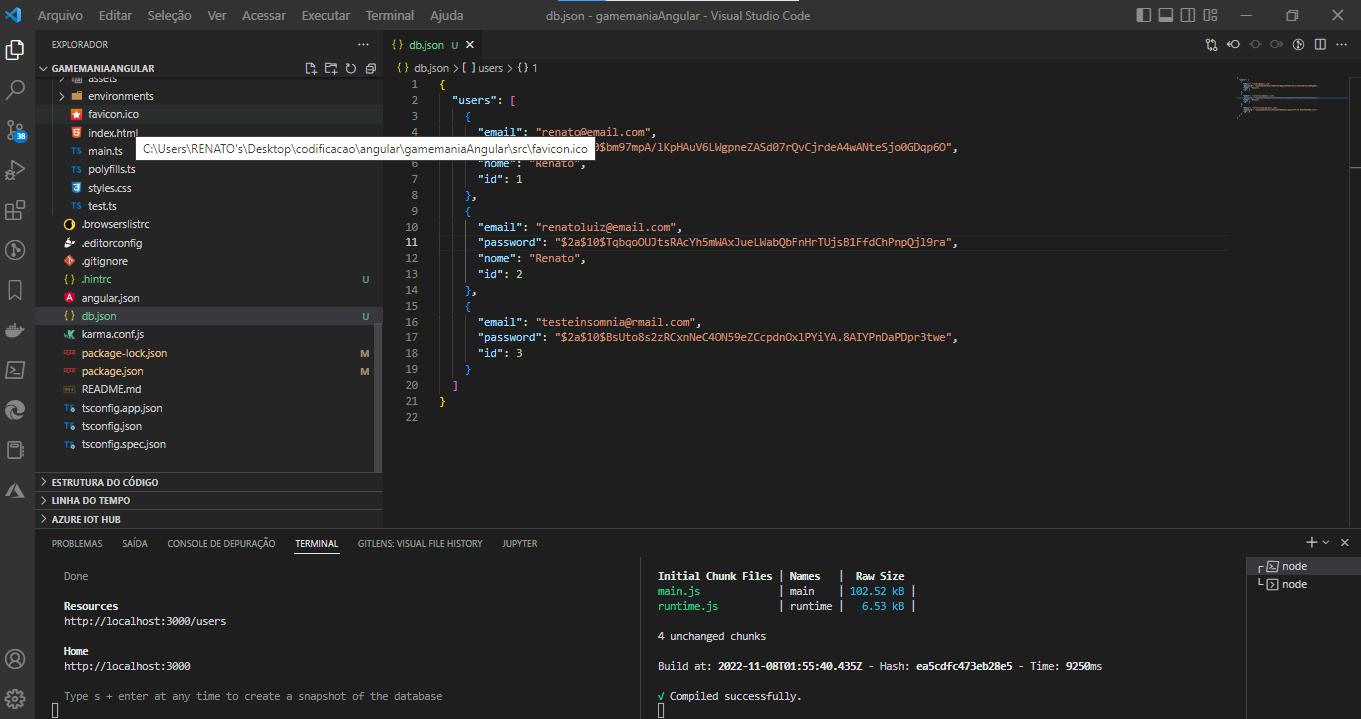 Arquivo Editar Seleção Ver Acessar Executar Terminal Ajuda
db.json - gamemaniaAngular - Visual Studio Code
EXPLORADOR
GAMEMANIAANGULAR
assets
environments
favicon.ico
index.html
main.ts
polyfills.ts
styles.css
test.ts
.browserslistrc
.editorconfig
.gitignore
.hintrc U
angular.json
db.json U
karma.conf.js
package-lock.json M
package.json M
README.md
tsconfig.app.json
tsconfig.json
tsconfig.spec.json
ESTRUTURA DO CÓDIGO
LINHA DO TEMPO
AZURE IOT HUB
38
C:\Users\RENATO's\Desktop\codificacao\angular\gamemaniaAngular\src\favicon.ico
db.json U
db.json > [ ] users > {} 1
1 {
2 "users": [
3 {
4 "email": "renato@email.com",
0$bm97mpA/lKpHAuV6LWgpneZASd07rQvCjrdeA4wANteSjo0GDqp6O",
6 "nome": "Renato",
7 "id": 1
8 },
9 {
10 "email": "renatoluiz@email.com",
11 "password": "$2a$10$TqbqoOUJtsRAcYh5mWAxJueLWabQbFnHrTUjsB1FfdChPnpQjl9ra",
12 "nome": "Renato",
13 "id": 2
14 },
15 {
16 "email": "testeinsomnia@rmail.com",
17 "password": "$2a$10$BsUto8s2zRCxnNeC4ON59eZCcpdnOxlPYiYA.8AIYPnDaPDpr3twe",
18 "id": 3
19 }
20 ]
21 }
22
PROBLEMAS SAÍDA CONSOLE DE DEPURAÇÃO TERMINAL GITLENS: VISUAL FILE HISTORY JUPYTER
Done
Resources
http://localhost:3000/users
Home
http://localhost:3000
Type s + enter at any time to create a snapshot of the database
Initial Chunk Files | Names | Raw Size
main.js | main | 102.52 kB |
runtime.js | runtime | 6.53 kB |
4 unchanged chunks
Build at: 2022-11-08T01:55:40.435Z - Hash: ea5cdfc473eb28e5 - Time: 9250ms
√ Compiled successfully.
node
node